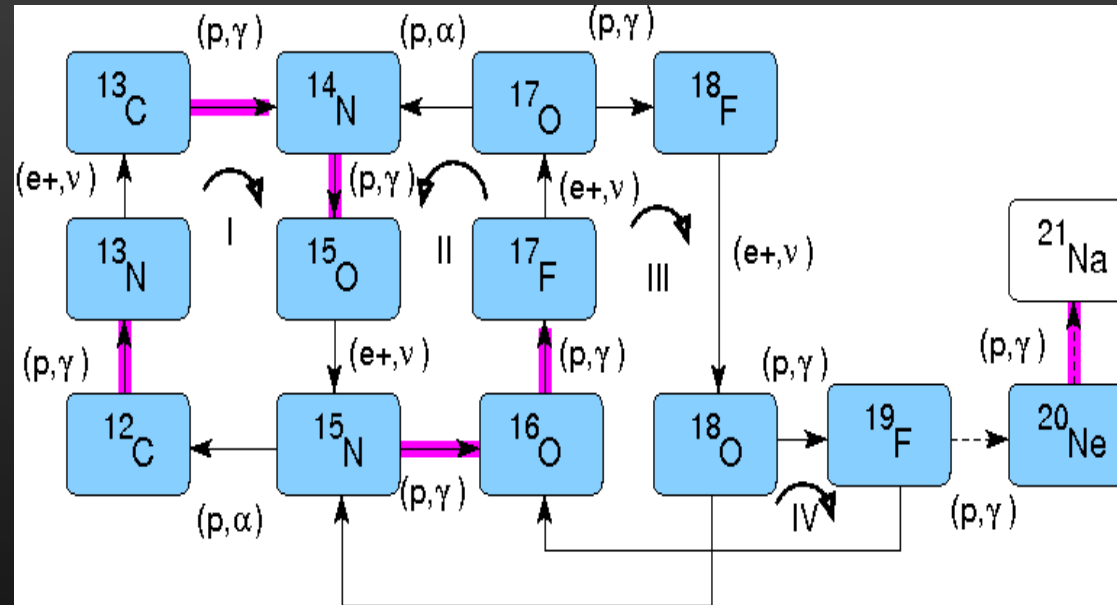 (p,γ) (p,α) (p,γ)
13C 14N 17O 18F
(e+,ν) (p,γ) (e+,ν) (e+,ν)
I II III
13N 15O 17F 21Na
(p,γ) (e+,ν) (p,γ) (p,γ) (p,γ)
12C 15N 16O 18O 19F 20Ne
(p,α) (p,γ) IV (p,γ)